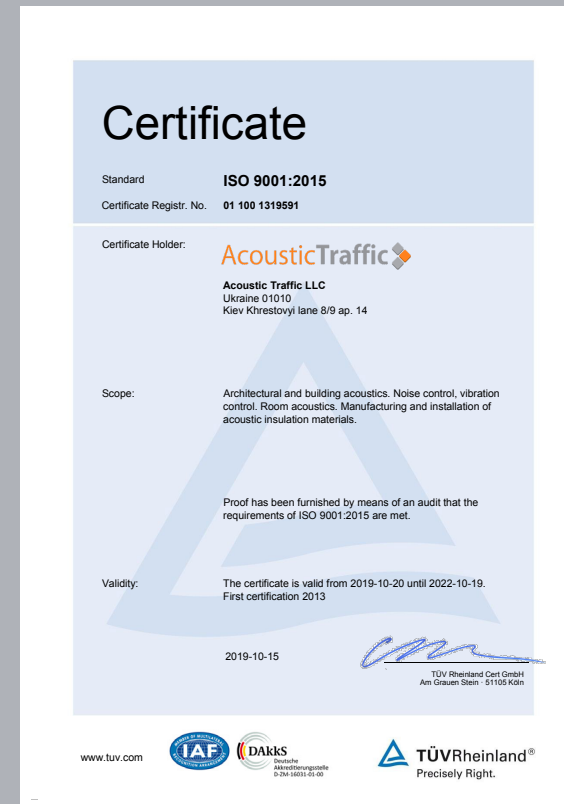 Certificate
Standard ISO 9001:2015
Certificate Registr. No. 01 100 1319591
Certificate Holder:
AcousticTraffic
Acoustic Traffic LLC
Ukraine 01010
Kiev Khrestovyi lane 8/9 ap. 14
Scope: Architectural and building acoustics. Noise control, vibration
control. Room acoustics. Manufacturing and installation of
acoustic insulation materials.
Proof has been furnished by means of an audit that the
requirements of ISO 9001:2015 are met.
Validity: The certificate is valid from 2019-10-20 until 2022-10-19.
First certification 2013
2019-10-15
TÜV Rheinland Cert GmbH
Am Grauen Stein · 51105 Köln
www.tuv.com
MEMBER OF MULTILATERAL
IAF
RECOGNITION ARRANGEMENT
DAkkS
Deutsche
Akkreditierungsstelle
D-ZM-16031-01-00
TÜVRheinland®
Precisely Right.